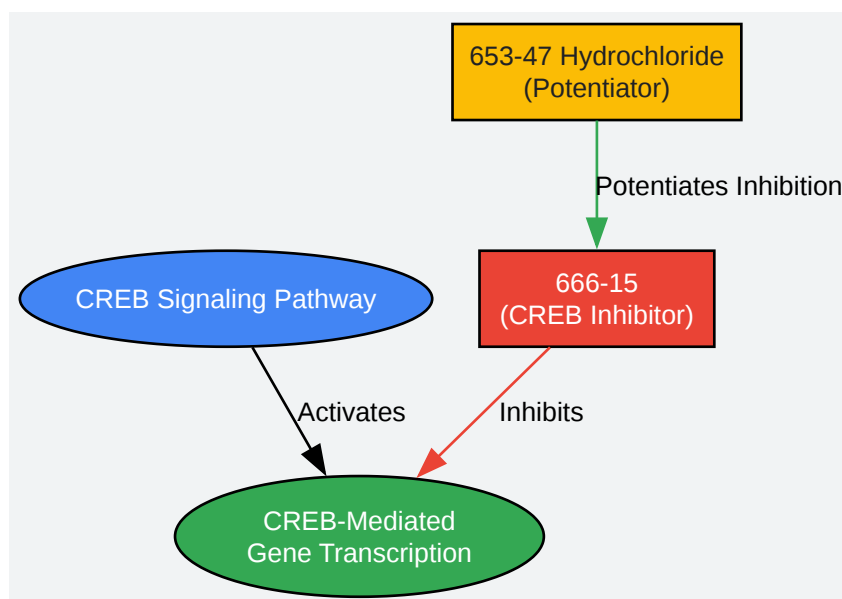 653-47 Hydrochloride
(Potentiator)
Potentiates Inhibition
CREB Signaling Pathway
666-15
(CREB Inhibitor)
Activates
Inhibits
CREB-Mediated
Gene Transcription